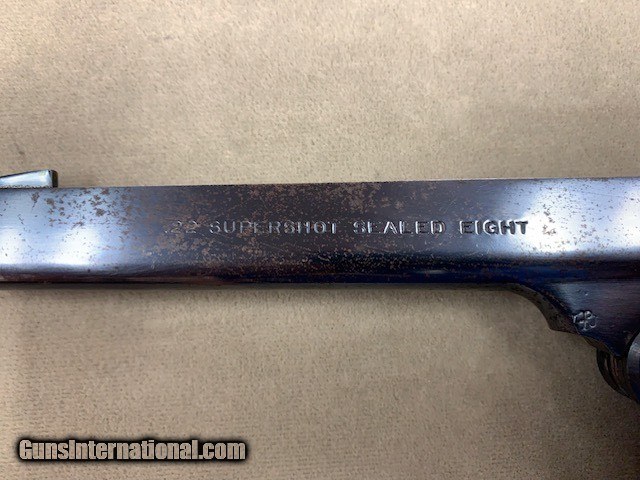 .22 SUPERSHOT SEALED EIGHT
GunsInternational.com